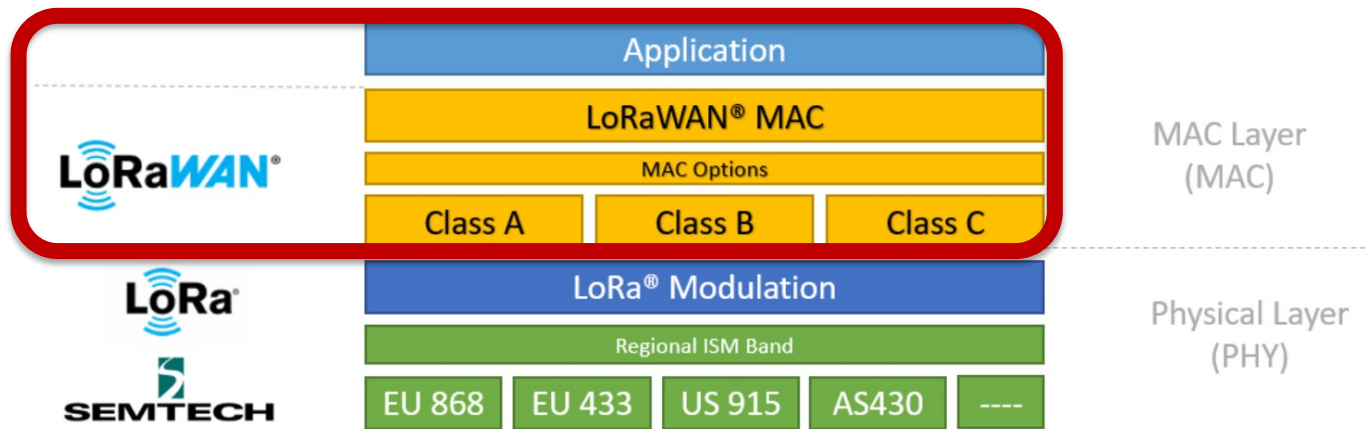 Application
LoRaWAN®
LoRaWAN® MAC
MAC Options
Class A Class B Class C
MAC Layer
(MAC)
LoRa®
LoRa® Modulation
Regional ISM Band
SEMTECH
EU 868 EU 433 US 915 AS430 ----
Physical Layer
(PHY)